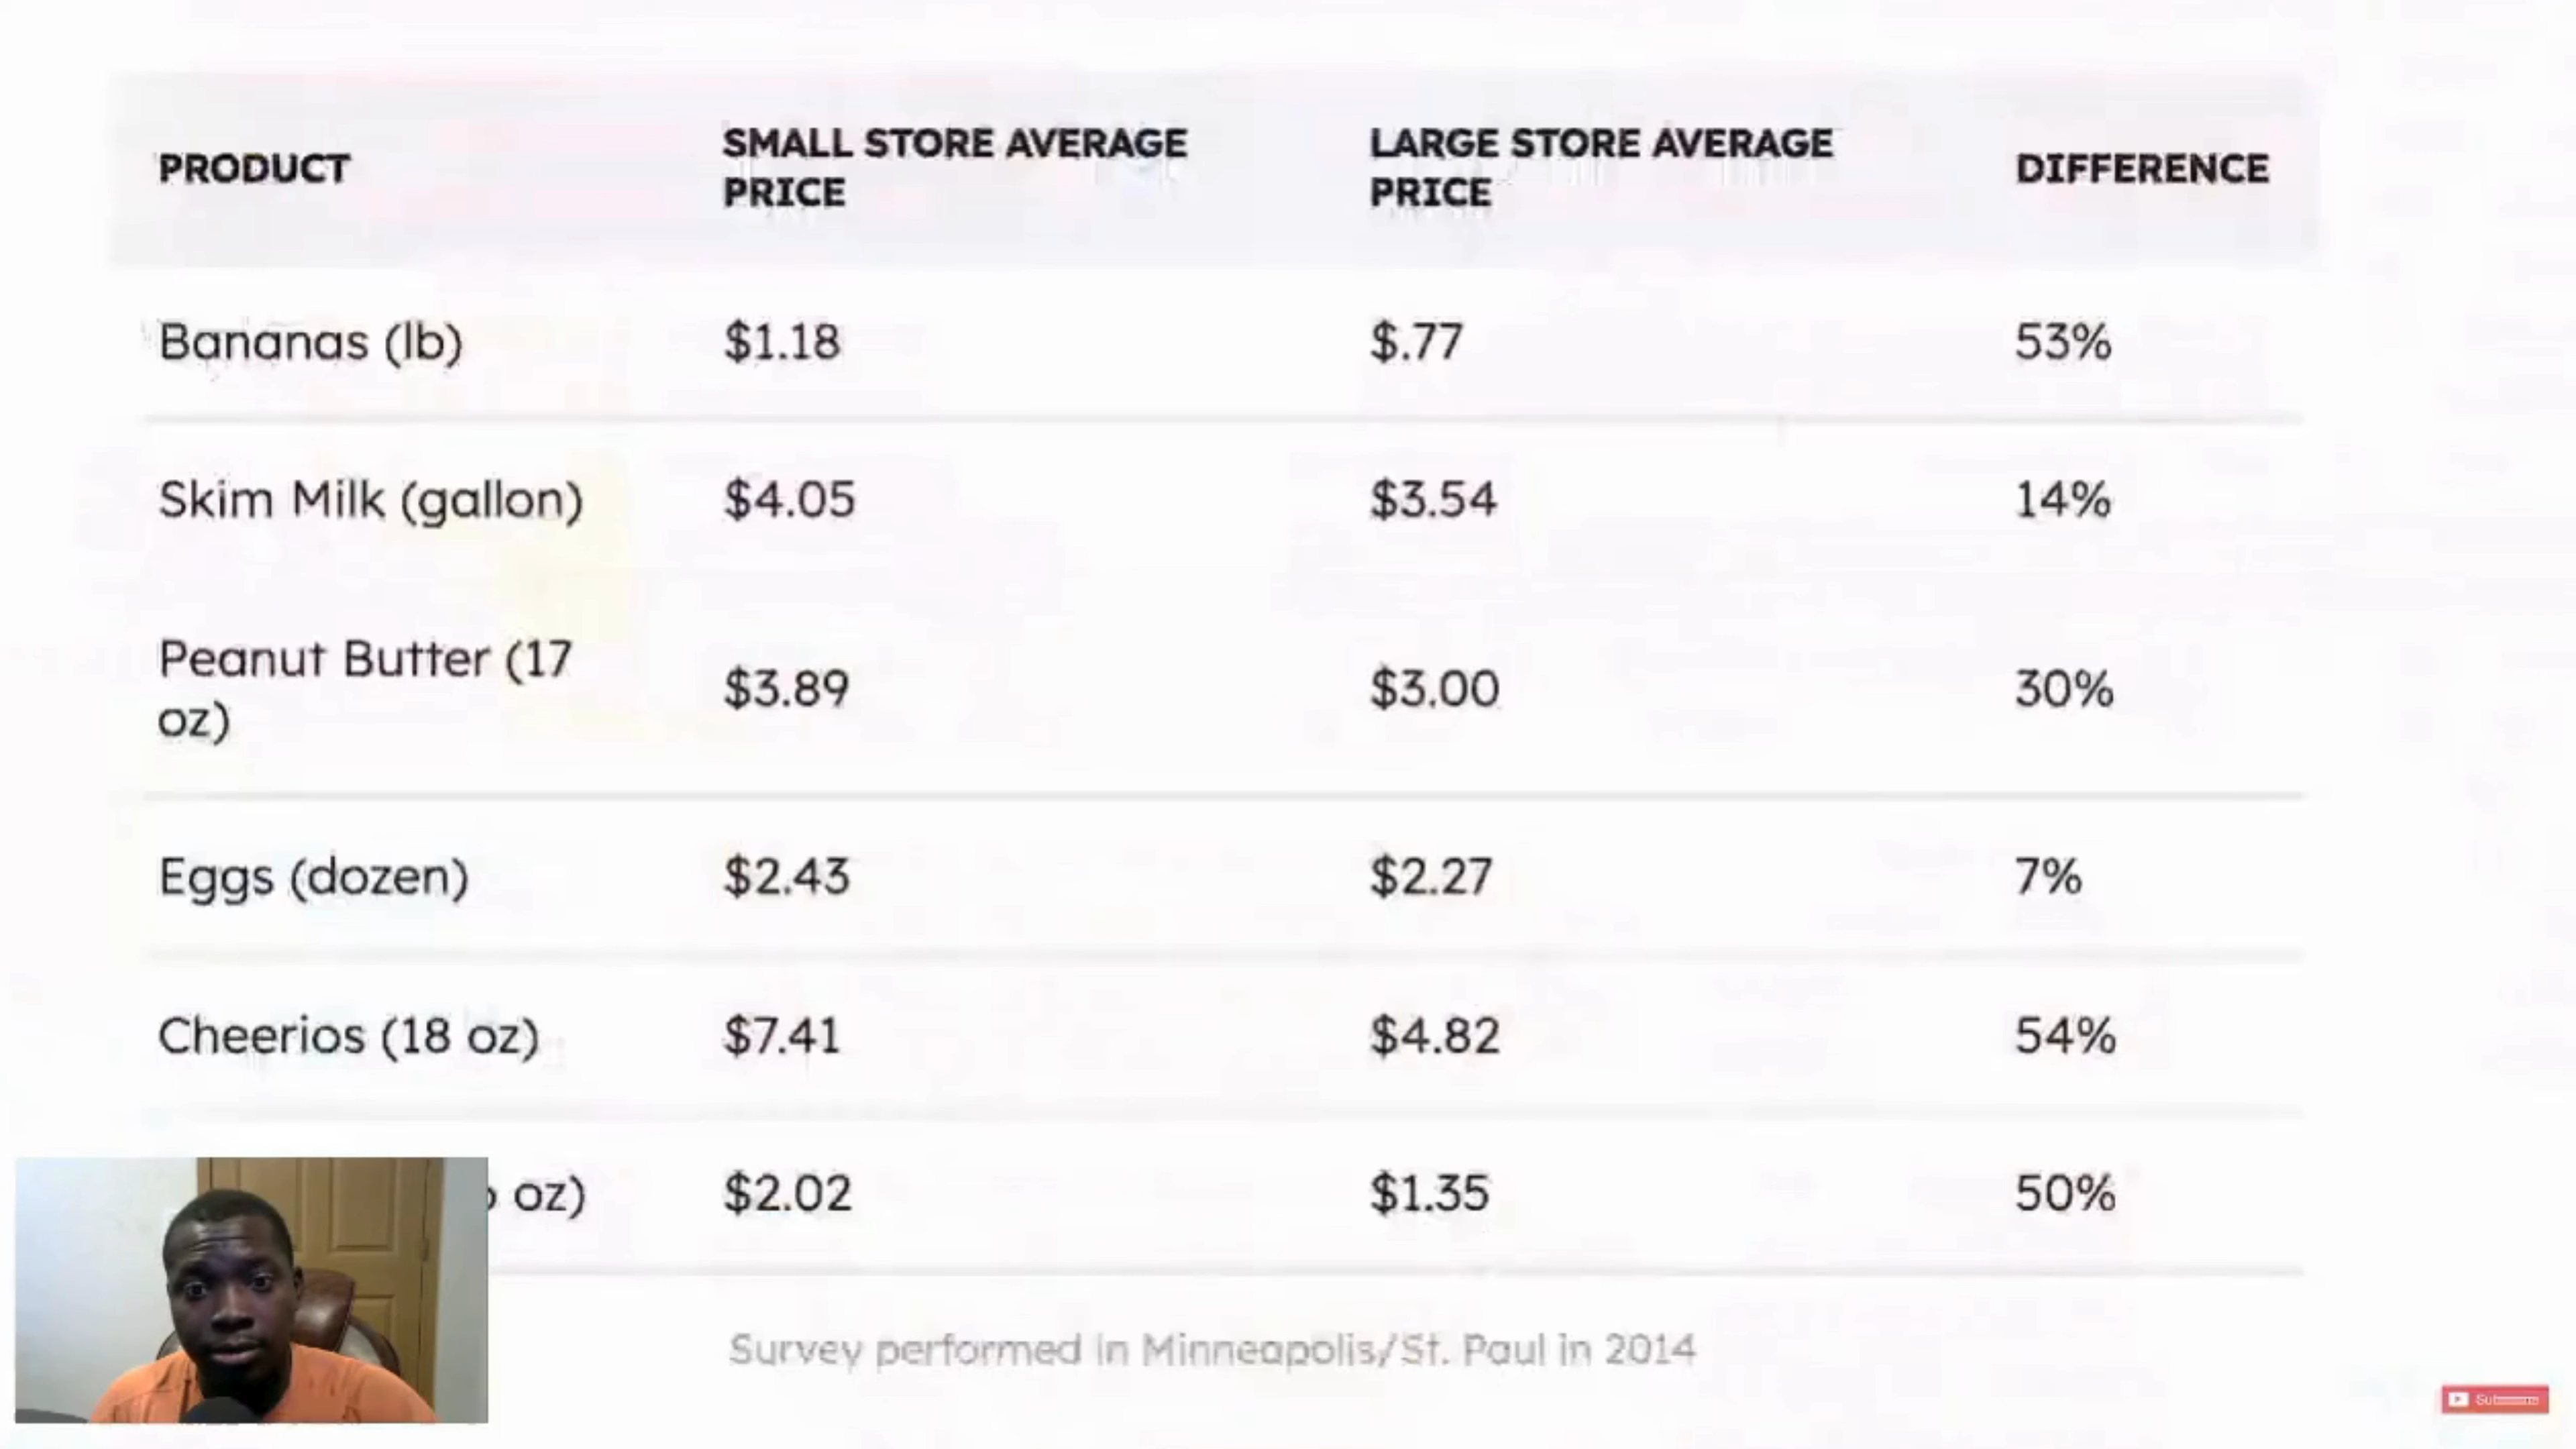 PRODUCT
SMALL STORE AVERAGE
PRICE
LARGE STORE AVERAGE
PRICE
DIFFERENCE
Bananas (lb) $1.18 $.77 53%
Skim Milk (gallon) $4.05 $3.54 14%
Peanut Butter (17
oz) $3.89 $3.00 30%
Eggs (dozen) $2.43 $2.27 7%
Cheerios (18 oz) $7.41 $4.82 54%
oz) $2.02 $1.35 50%
Survey performed in Minneapolis/St. Paul in 2014